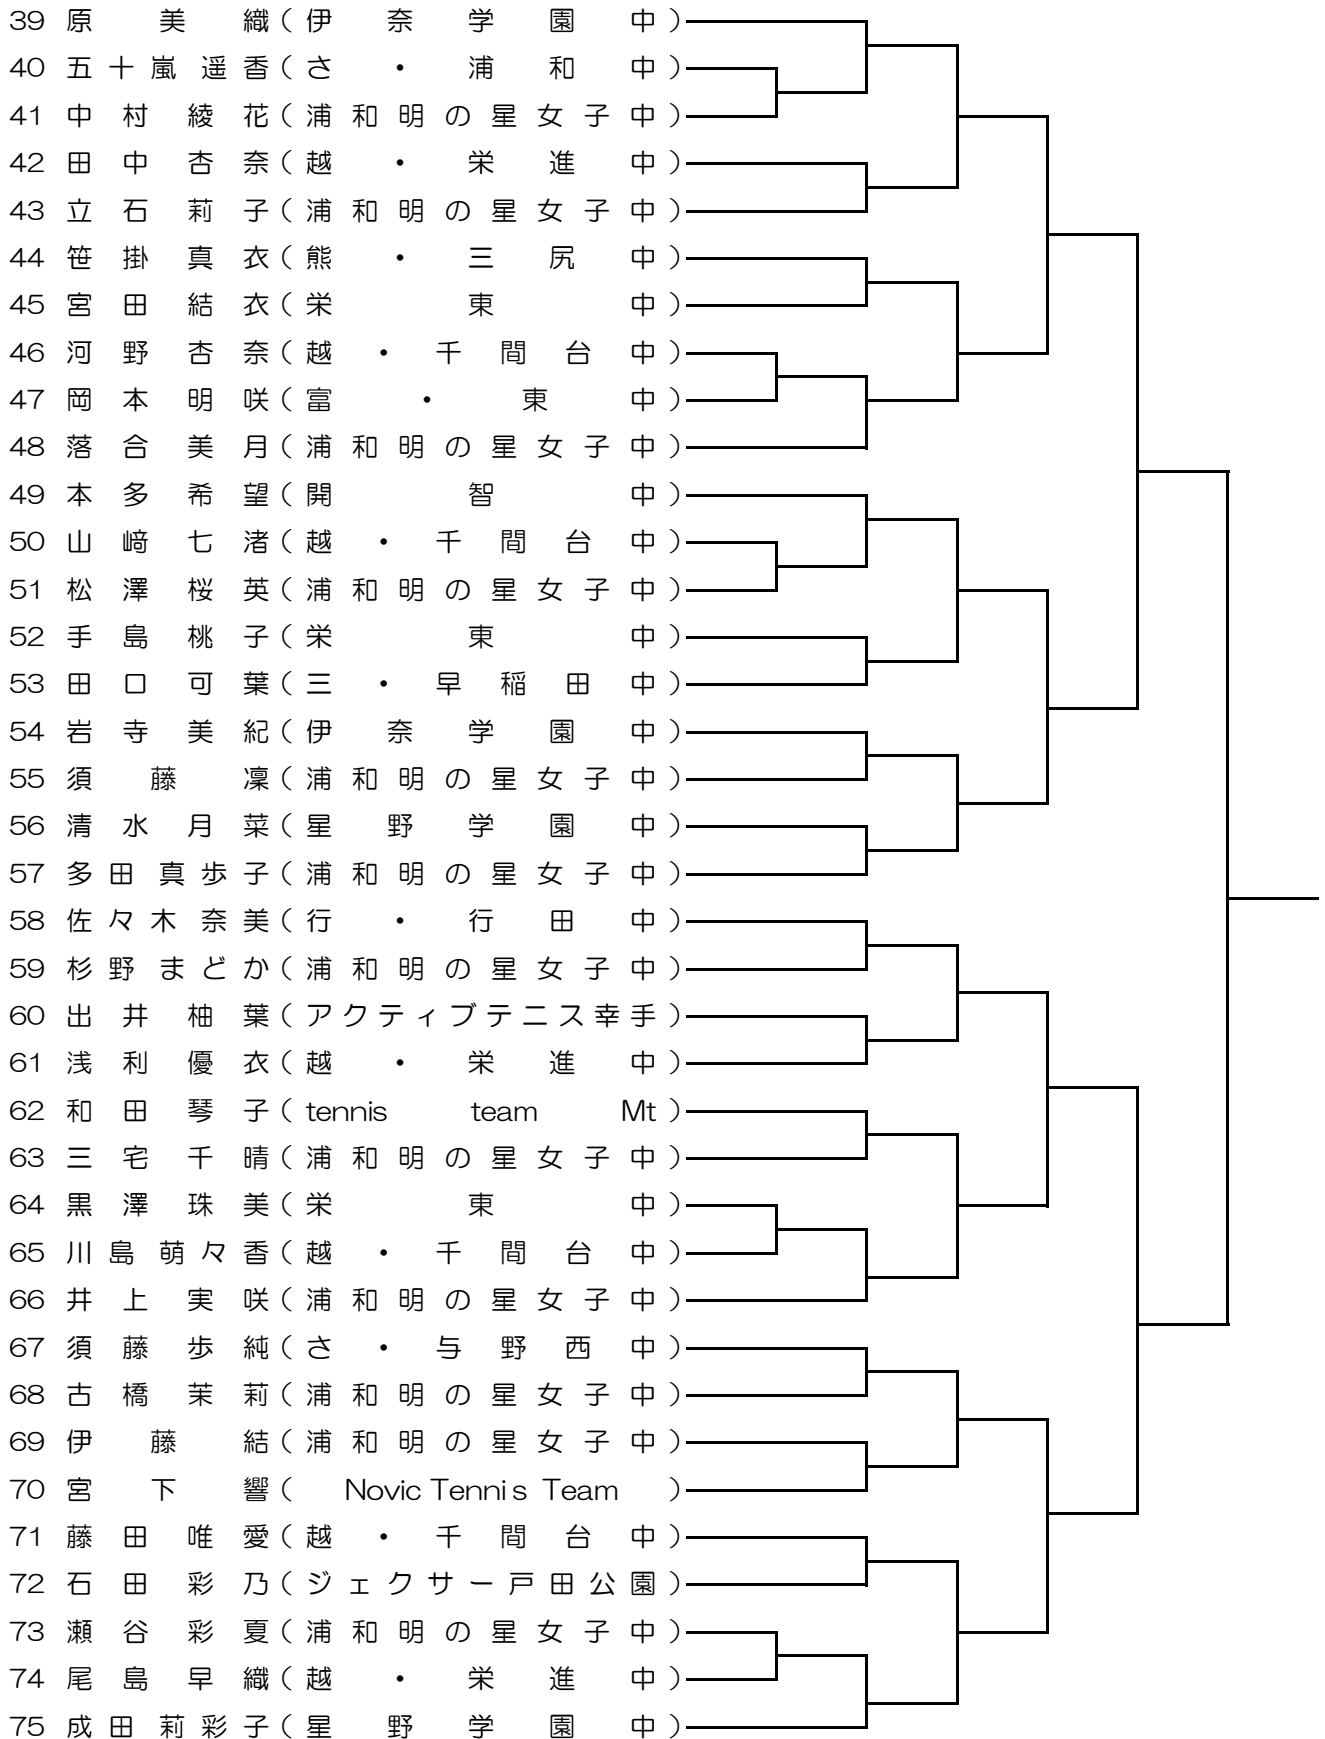 39 原美織(伊奈学園中)
40 五十嵐遥香(さ・浦和中)
41 中村綾花(浦和明の星女子中)
42 田中杏奈(越・栄進中)
43 立石莉子(浦和明の星女子中)
44 笹掛真衣(熊・三尻中)
45 宮田結衣(栄東中)
46 河野杏奈(越・千間台中)
47 岡本明咲(富・東中)
48 落合美月(浦和明の星女子中)
49 本多希望(開智中)
50 山﨑七渚(越・千間台中)
51 松澤桜英(浦和明の星女子中)
52 手島桃子(栄東中)
53 田口可葉(三・早稲田中)
54 岩寺美紀(伊奈学園中)
55 須藤凜(浦和明の星女子中)
56 清水月菜(星野学園中)
57 多田真歩子(浦和明の星女子中)
58 佐々木奈美(行・行田中)
59 杉野まどか(浦和明の星女子中)
60 出井柚葉(アクティブテニス幸手)
61 浅利優衣(越・栄進中)
62 和田琴子(tennis team Mt)
63 三宅千晴(浦和明の星女子中)
64 黒澤珠美(栄東中)
65 川島萌々香(越・千間台中)
66 井上実咲(浦和明の星女子中)
67 須藤歩純(さ・与野西中)
68 古橋茉莉(浦和明の星女子中)
69 伊藤結(浦和明の星女子中)
70 宮下響(Novic Tennis Team)
71 藤田唯愛(越・千間台中)
72 石田彩乃(ジェクサー戸田公園)
73 瀬谷彩夏(浦和明の星女子中)
74 尾島早織(越・栄進中)
75 成田莉彩子(星野学園中)